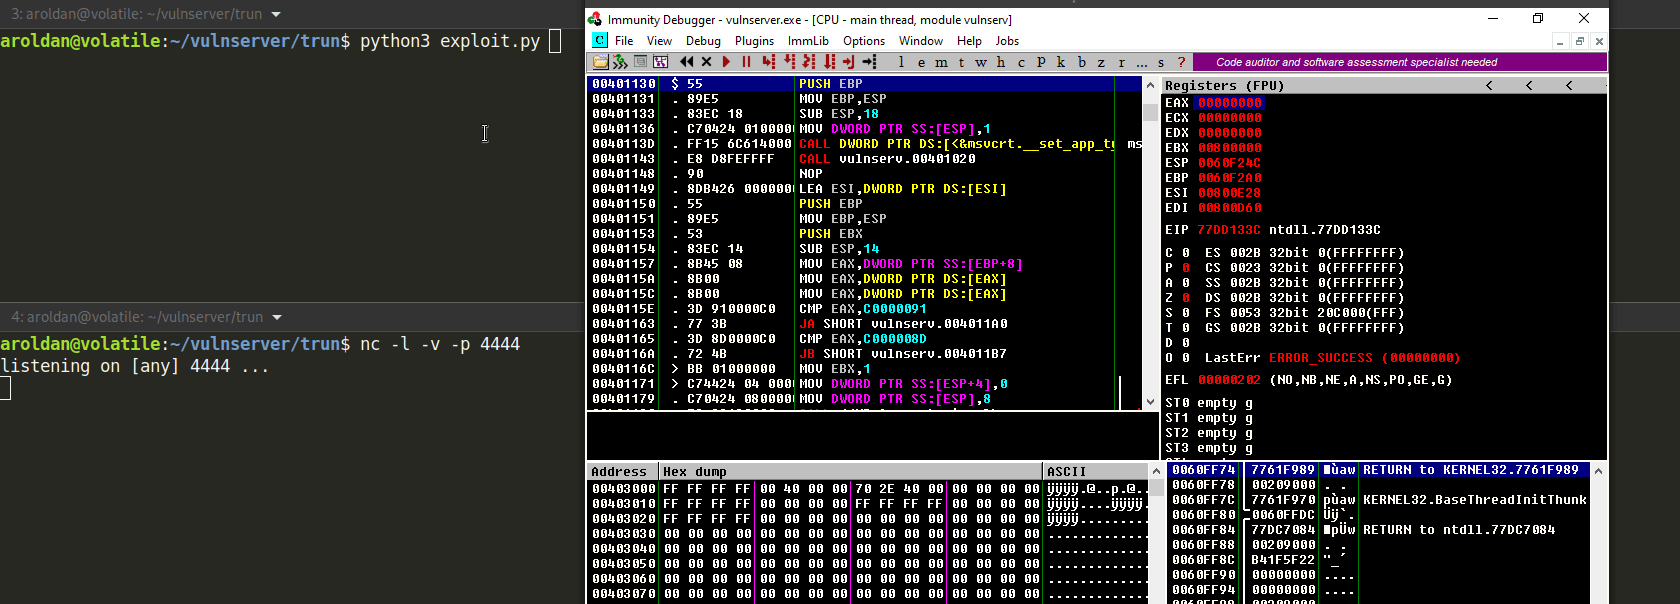 3: aroldan@volatile: ~/vulnserver/trun
aroldan@volatile:~/vulnserver/trun$ python3 exploit.py
4: aroldan@volatile: ~/vulnserver/trun
aroldan@volatile:~/vulnserver/trun$ nc -l -v -p 4444
listening on [any] 4444 ...
Immunity Debugger - vulnserver.exe - [CPU - main thread, module vulnserv]
C File View Debug Plugins ImmLib Options Window Help Jobs
l e m t w h c P k b z r ... s ? Code auditor and software assessment specialist needed
00401130 $ 55 PUSH EBP
00401131 . 89E5 MOV EBP,ESP
00401133 . 83EC 18 SUB ESP,18
00401136 . C70424 010000 MOV DWORD PTR SS:[ESP],1
0040113D . FF15 6C614000 CALL DWORD PTR DS:[<&msvcrt.__set_app_ty ms
00401143 . E8 D8FEFFFF CALL vulnserv.00401020
00401148 . 90 NOP
00401149 . 8DB426 0000000 LEA ESI,DWORD PTR DS:[ESI]
00401150 . 55 PUSH EBP
00401151 . 89E5 MOV EBP,ESP
00401153 . 53 PUSH EBX
00401154 . 83EC 14 SUB ESP,14
00401157 . 8B45 08 MOV EAX,DWORD PTR SS:[EBP+8]
0040115A . 8B00 MOV EAX,DWORD PTR DS:[EAX]
0040115C . 8B00 MOV EAX,DWORD PTR DS:[EAX]
0040115E . 3D 910000C0 CMP EAX,C0000091
00401163 . 77 3B JA SHORT vulnserv.004011A0
00401165 . 3D 8D0000C0 CMP EAX,C000008D
0040116A . 72 4B JB SHORT vulnserv.004011B7
0040116C > BB 01000000 MOV EBX,1
00401171 > C74424 04 0000 MOV DWORD PTR SS:[ESP+4],0
00401179 . C70424 080000 MOV DWORD PTR SS:[ESP],8
Registers (FPU) < < <
EAX 00000000
ECX 00000000
EDX 00000000
EBX 00800000
ESP 0060F24C
EBP 0060F2A0
ESI 00800E28
EDI 00800D60
EIP 77DD133C ntdll.77DD133C
C 0 ES 002B 32bit 0(FFFFFFFF)
P 0 CS 0023 32bit 0(FFFFFFFF)
A 0 SS 002B 32bit 0(FFFFFFFF)
Z 0 DS 002B 32bit 0(FFFFFFFF)
S 0 FS 0053 32bit 20C000(FFF)
T 0 GS 002B 32bit 0(FFFFFFFF)
D 0
O 0 LastErr ERROR_SUCCESS (00000000)
EFL 00000202 (NO,NB,NE,A,NS,PO,GE,G)
ST0 empty g
ST1 empty g
ST2 empty g
ST3 empty g
Address Hex dump ASCII
00403000 FF FF FF FF 00 40 00 00 70 2E 40 00 00 00 00 00 ÿÿÿÿ.@..p.@..
00403010 FF FF FF FF 00 00 00 00 FF FF FF FF 00 00 00 00 ÿÿÿÿ....ÿÿÿÿ.
00403020 FF FF FF FF 00 00 00 00 00 00 00 00 00 00 00 00 ÿÿÿÿ.........
00403030 00 00 00 00 00 00 00 00 00 00 00 00 00 00 00 00 .............
00403040 00 00 00 00 00 00 00 00 00 00 00 00 00 00 00 00 .............
00403050 00 00 00 00 00 00 00 00 00 00 00 00 00 00 00 00 .............
00403060 00 00 00 00 00 00 00 00 00 00 00 00 00 00 00 00 .............
00403070 00 00 00 00 00 00 00 00 00 00 00 00 00 00 00 00 .............
0060FF74 7761F989 ùaw RETURN to KERNEL32.7761F989
0060FF78 00209000 . .
0060FF7C 7761F970 pùaw KERNEL32.BaseThreadInitThunk
0060FF80 0060FFDC Üÿ`.
0060FF84 77DC7084 pÜw RETURN to ntdll.77DC7084
0060FF88 00209000 . .
0060FF8C B41F5F22 "_´
0060FF90 00000000 ....
0060FF94 00000000 ....